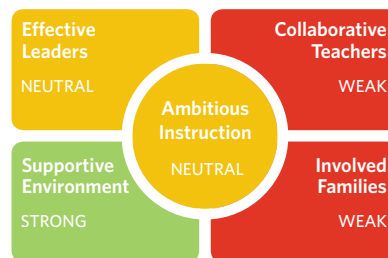 Effective
Leaders
NEUTRAL
Collaborative
Teachers
WEAK
Ambitious
Instruction
NEUTRAL
Supportive
Environment
STRONG
Involved
Families
WEAK